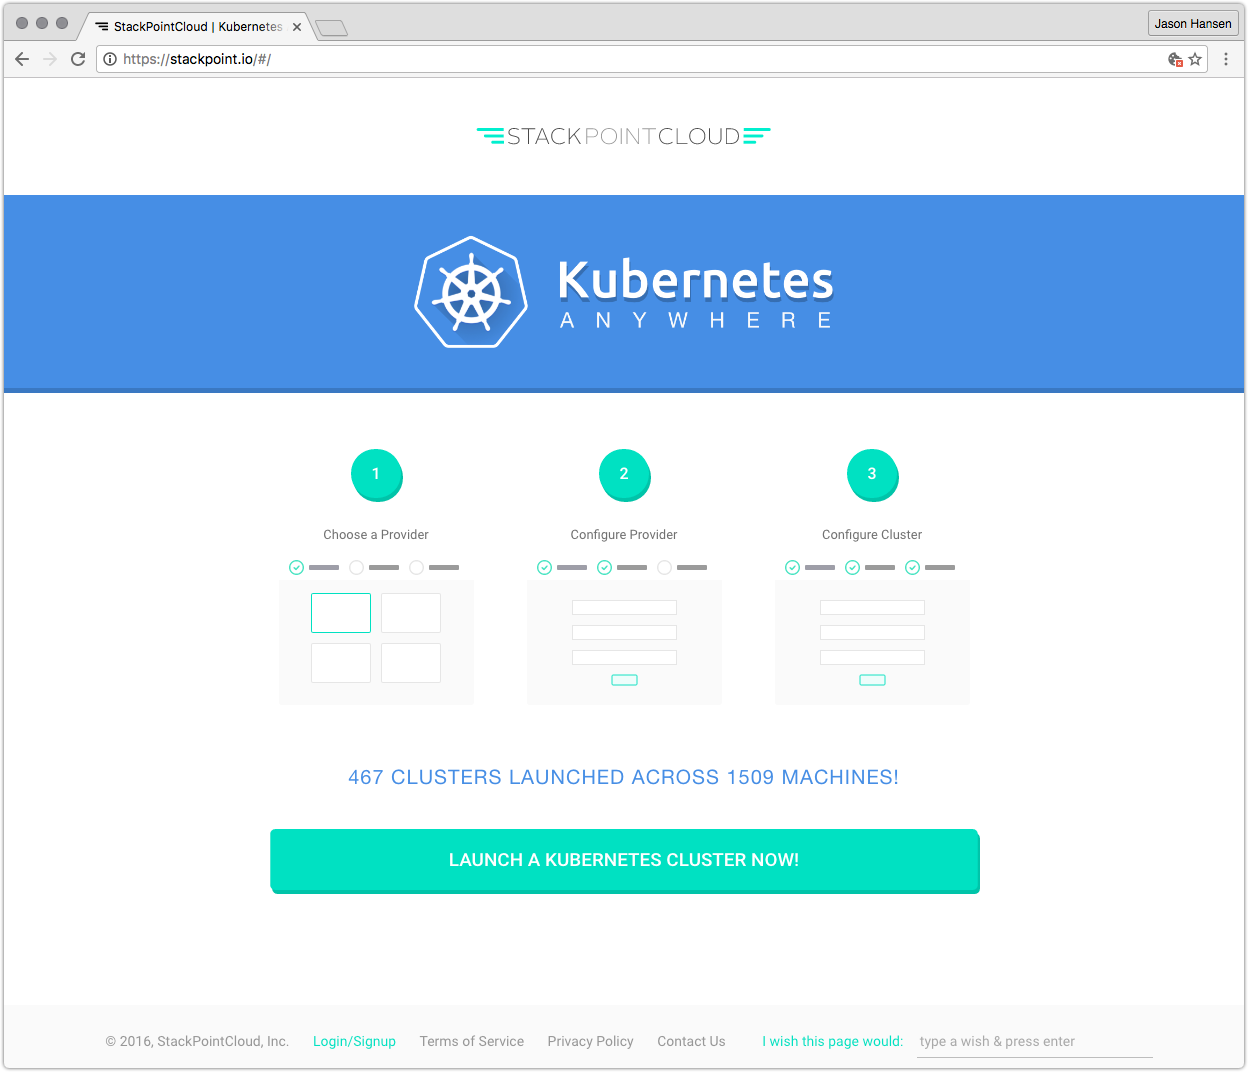 StackPointCloud | Kubernetes
Jason Hansen
https://stackpoint.io/#/
STACKPOINTCLOUD
Kubernetes
ANYWHERE
1 2 3
Choose a Provider Configure Provider Configure Cluster
467 CLUSTERS LAUNCHED ACROSS 1509 MACHINES!
LAUNCH A KUBERNETES CLUSTER NOW!
© 2016, StackPointCloud, Inc. Login/Signup Terms of Service Privacy Policy Contact Us I wish this page would: type a wish & press enter